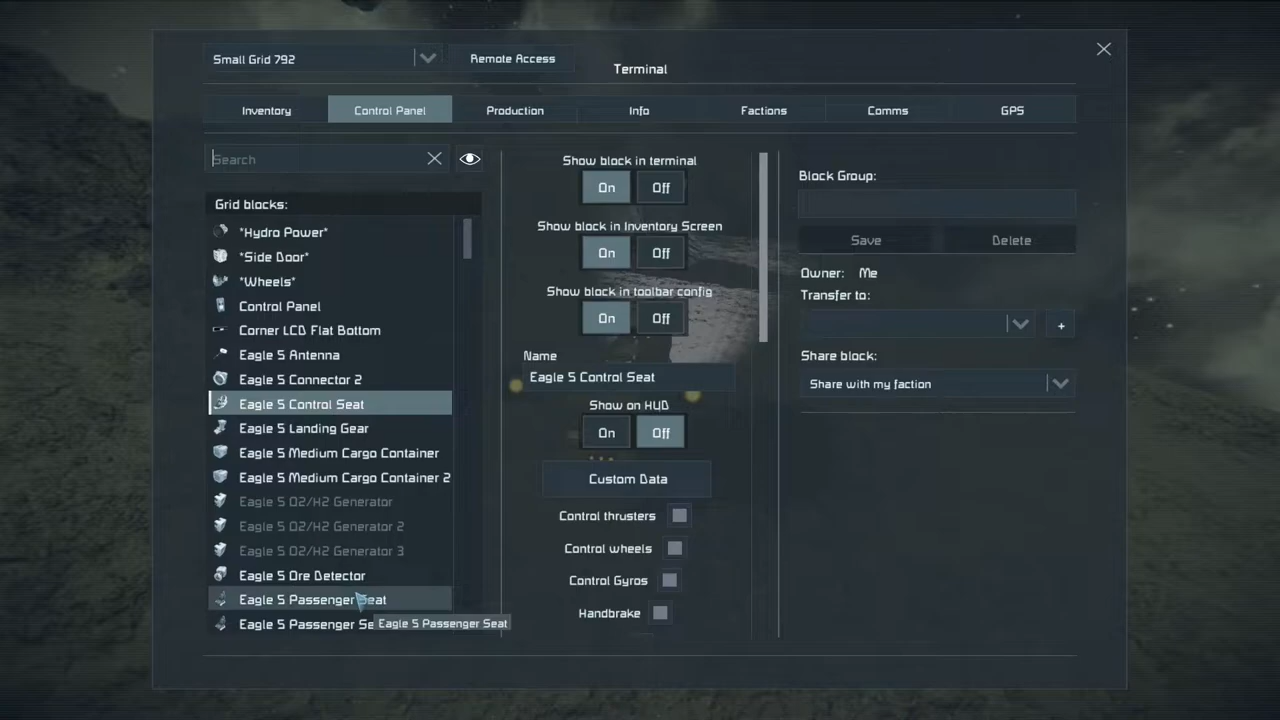 Small Grid 792
Remote Access
Terminal
Inventory
Control Panel
Production
Info
Factions
Comms
GPS
Search
Grid blocks:
*Hydro Power*
*Side Door*
*Wheels*
Control Panel
Corner LCD Flat Bottom
Eagle 5 Antenna
Eagle 5 Connector 2
Eagle 5 Control Seat
Eagle 5 Landing Gear
Eagle 5 Medium Cargo Container
Eagle 5 Medium Cargo Container 2
Eagle 5 O2/H2 Generator
Eagle 5 O2/H2 Generator 2
Eagle 5 O2/H2 Generator 3
Eagle 5 Ore Detector
Eagle 5 Passenger Seat
Eagle 5 Passenger Se
Eagle 5 Passenger Seat
Show block in terminal
On Off
Show block in Inventory Screen
On Off
Show block in toolbar config
On Off
Name
Eagle 5 Control Seat
Show on HUD
On Off
Custom Data
Control thrusters
Control wheels
Control Gyros
Handbrake
Block Group:
Save Delete
Owner: Me
Transfer to:
+
Share block:
Share with my faction